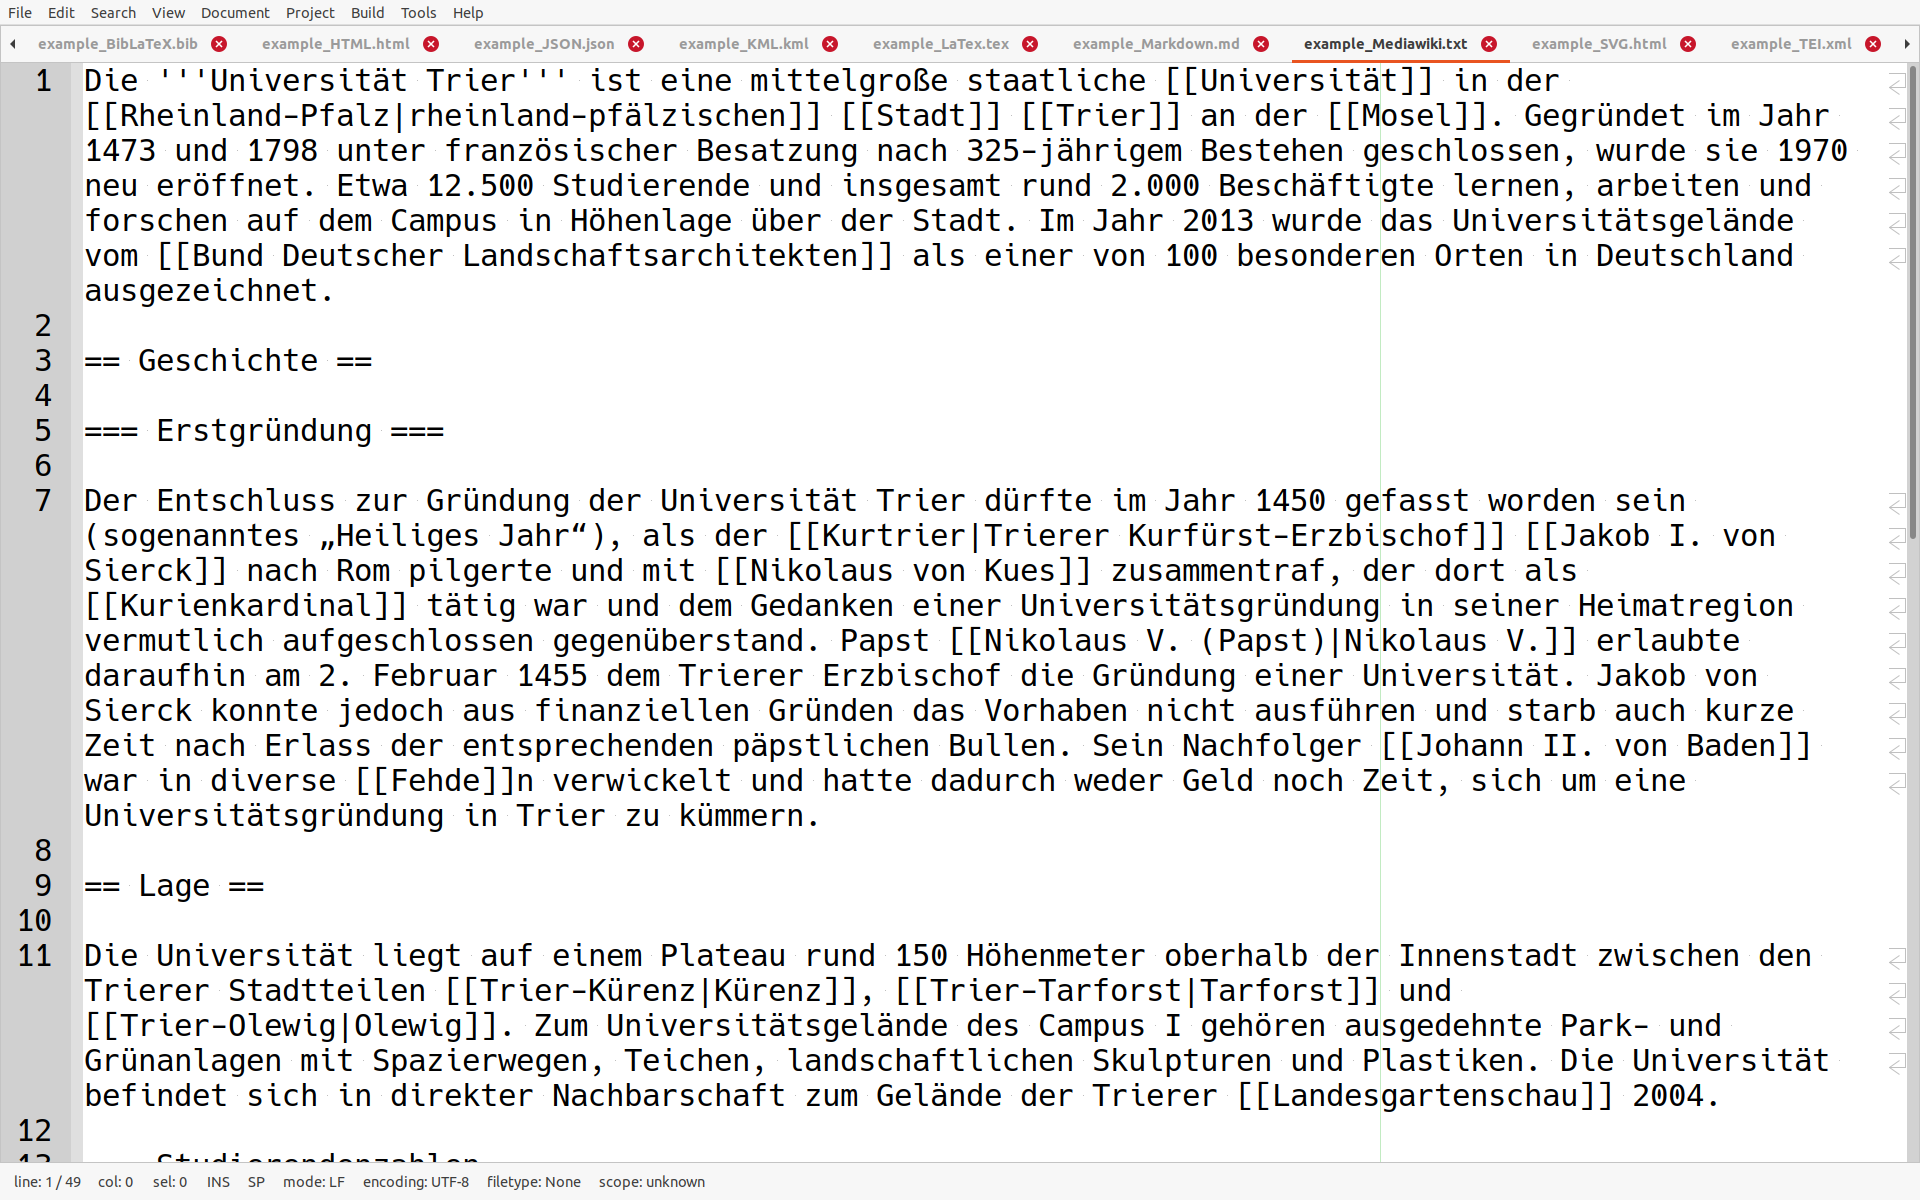 File Edit Search View Document Project Build Tools Help
example_BibLaTeX.bib example_HTML.html example_JSON.json example_KML.kml example_LaTex.tex example_Markdown.md example_Mediawiki.txt example_SVG.html example_TEI.xml
1 Die '''Universität Trier''' ist eine mittelgroße staatliche [[Universität]] in der
[[Rheinland-Pfalz|rheinland-pfälzischen]] [[Stadt]] [[Trier]] an der [[Mosel]]. Gegründet im Jahr
1473 und 1798 unter französischer Besatzung nach 325-jährigem Bestehen geschlossen, wurde sie 1970
neu eröffnet. Etwa 12.500 Studierende und insgesamt rund 2.000 Beschäftigte lernen, arbeiten und
forschen auf dem Campus in Höhenlage über der Stadt. Im Jahr 2013 wurde das Universitätsgelände
vom [[Bund Deutscher Landschaftsarchitekten]] als einer von 100 besonderen Orten in Deutschland
ausgezeichnet.
2
3 == Geschichte ==
4
5 === Erstgründung ===
6
7 Der Entschluss zur Gründung der Universität Trier dürfte im Jahr 1450 gefasst worden sein
(sogenanntes „Heiliges Jahr“), als der [[Kurtrier|Trierer Kurfürst-Erzbischof]] [[Jakob I. von
Sierck]] nach Rom pilgerte und mit [[Nikolaus von Kues]] zusammentraf, der dort als
[[Kurienkardinal]] tätig war und dem Gedanken einer Universitätsgründung in seiner Heimatregion
vermutlich aufgeschlossen gegenüberstand. Papst [[Nikolaus V. (Papst)|Nikolaus V.]] erlaubte
daraufhin am 2. Februar 1455 dem Trierer Erzbischof die Gründung einer Universität. Jakob von
Sierck konnte jedoch aus finanziellen Gründen das Vorhaben nicht ausführen und starb auch kurze
Zeit nach Erlass der entsprechenden päpstlichen Bullen. Sein Nachfolger [[Johann II. von Baden]]
war in diverse [[Fehde]]n verwickelt und hatte dadurch weder Geld noch Zeit, sich um eine
Universitätsgründung in Trier zu kümmern.
8
9 == Lage ==
10
11 Die Universität liegt auf einem Plateau rund 150 Höhenmeter oberhalb der Innenstadt zwischen den
Trierer Stadtteilen [[Trier-Kürenz|Kürenz]], [[Trier-Tarforst|Tarforst]] und
[[Trier-Olewig|Olewig]]. Zum Universitätsgelände des Campus I gehören ausgedehnte Park- und
Grünanlagen mit Spazierwegen, Teichen, landschaftlichen Skulpturen und Plastiken. Die Universität
befindet sich in direkter Nachbarschaft zum Gelände der Trierer [[Landesgartenschau]] 2004.
12
13 Studierendenzahlen
line: 1 / 49 col: 0 sel: 0 INS SP mode: LF encoding: UTF-8 filetype: None scope: unknown